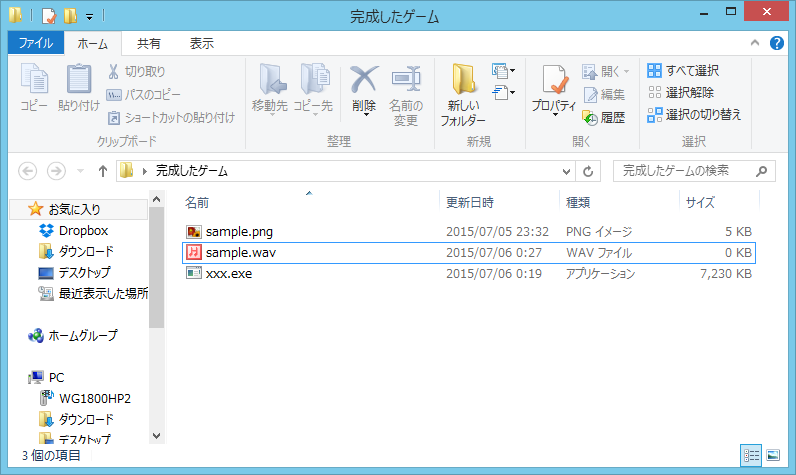 完成したゲーム
ファイル ホーム 共有 表示
コピー 貼り付け 切り取り パスのコピー ショートカットの貼り付け
クリップボード
移動先 コピー先 削除 名前の変更
整理
新しいフォルダー
新規
プロパティ 開く 編集 履歴
開く
すべて選択 選択解除 選択の切り替え
選択
完成したゲーム 完成したゲームの検索
名前 更新日時 種類 サイズ
sample.png 2015/07/05 23:32 PNG イメージ 5 KB
sample.wav 2015/07/06 0:27 WAV ファイル 0 KB
xxx.exe 2015/07/06 0:19 アプリケーション 7,230 KB
お気に入り
Dropbox
ダウンロード
デスクトップ
最近表示した場所
ホームグループ
PC
WG1800HP2
ダウンロード
デスクトップ
3 個の項目